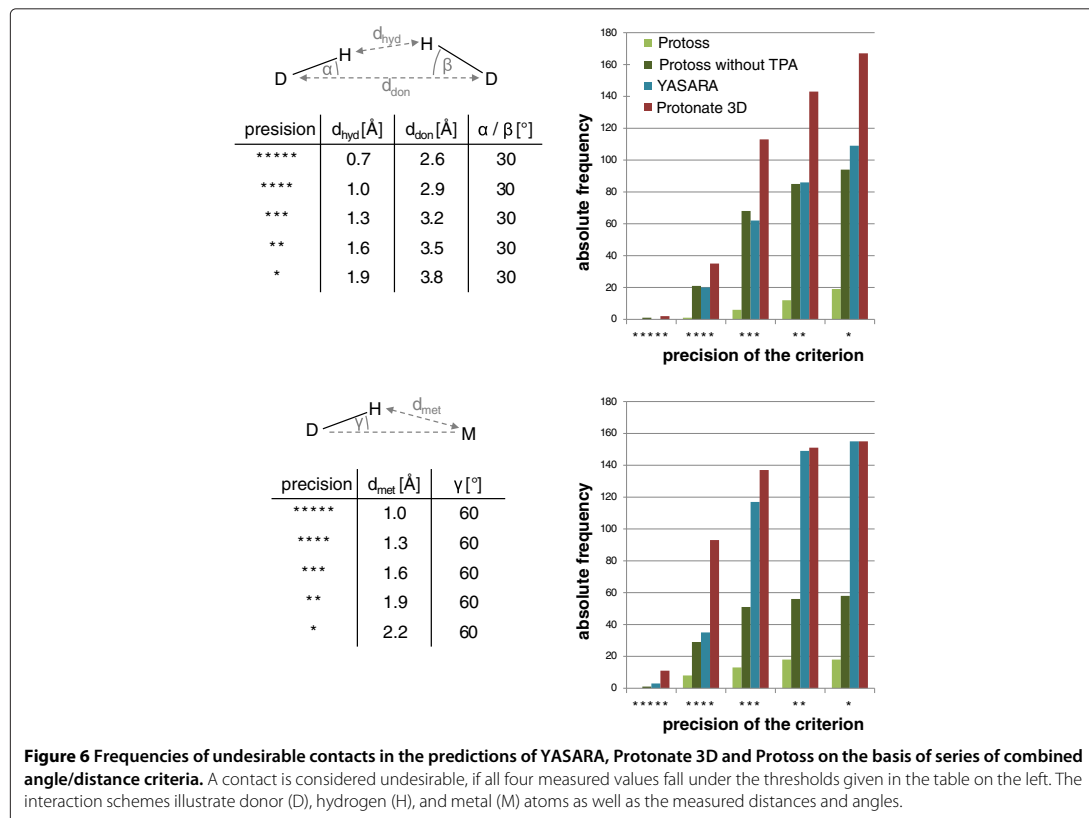 d_hyd
H H
D α β D
d_don
presision d_hyd [Å] d_don [Å] α / β [°]
***** 0.7 2.6 30
**** 1.0 2.9 30
*** 1.3 3.2 30
** 1.6 3.5 30
* 1.9 3.8 30
180
160
140
120
100
80
60
40
20
0
absolute frequency
Protoss
Protoss without TPA
YASARA
Protonate 3D
***** **** *** ** *
precision of the criterion
H d_met
D γ M
precision d_met [Å] γ [°]
***** 1.0 60
**** 1.3 60
*** 1.6 60
** 1.9 60
* 2.2 60
180
160
140
120
100
80
60
40
20
0
absolute frequency
***** **** *** ** *
precision of the criterion
Figure 6 Frequencies of undesirable contacts in the predictions of YASARA, Protonate 3D and Protoss on the basis of series of combined
angle/distance criteria. A contact is considered undesirable, if all four measured values fall under the thresholds given in the table on the left. The
interaction schemes illustrate donor (D), hydrogen (H), and metal (M) atoms as well as the measured distances and angles.